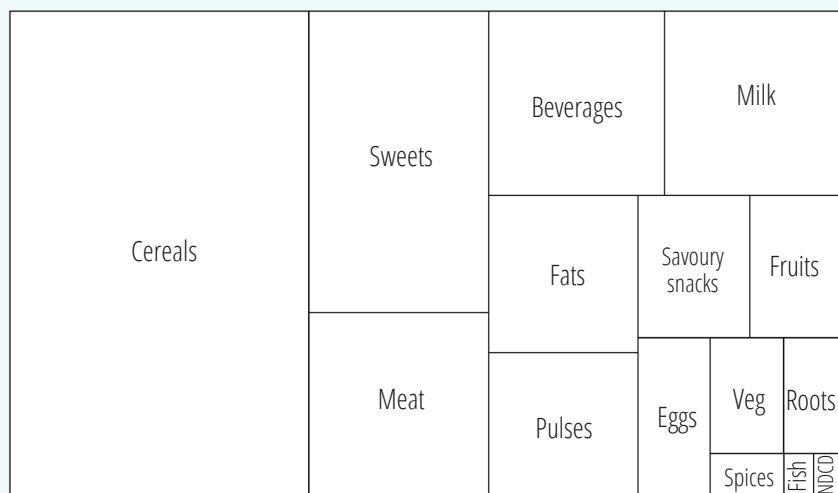 Cereals
Sweets
Meat
Beverages
Milk
Fats
Savoury
snacks
Fruits
Pulses
Eggs
Veg
Roots
Spices
Fish
NDCD